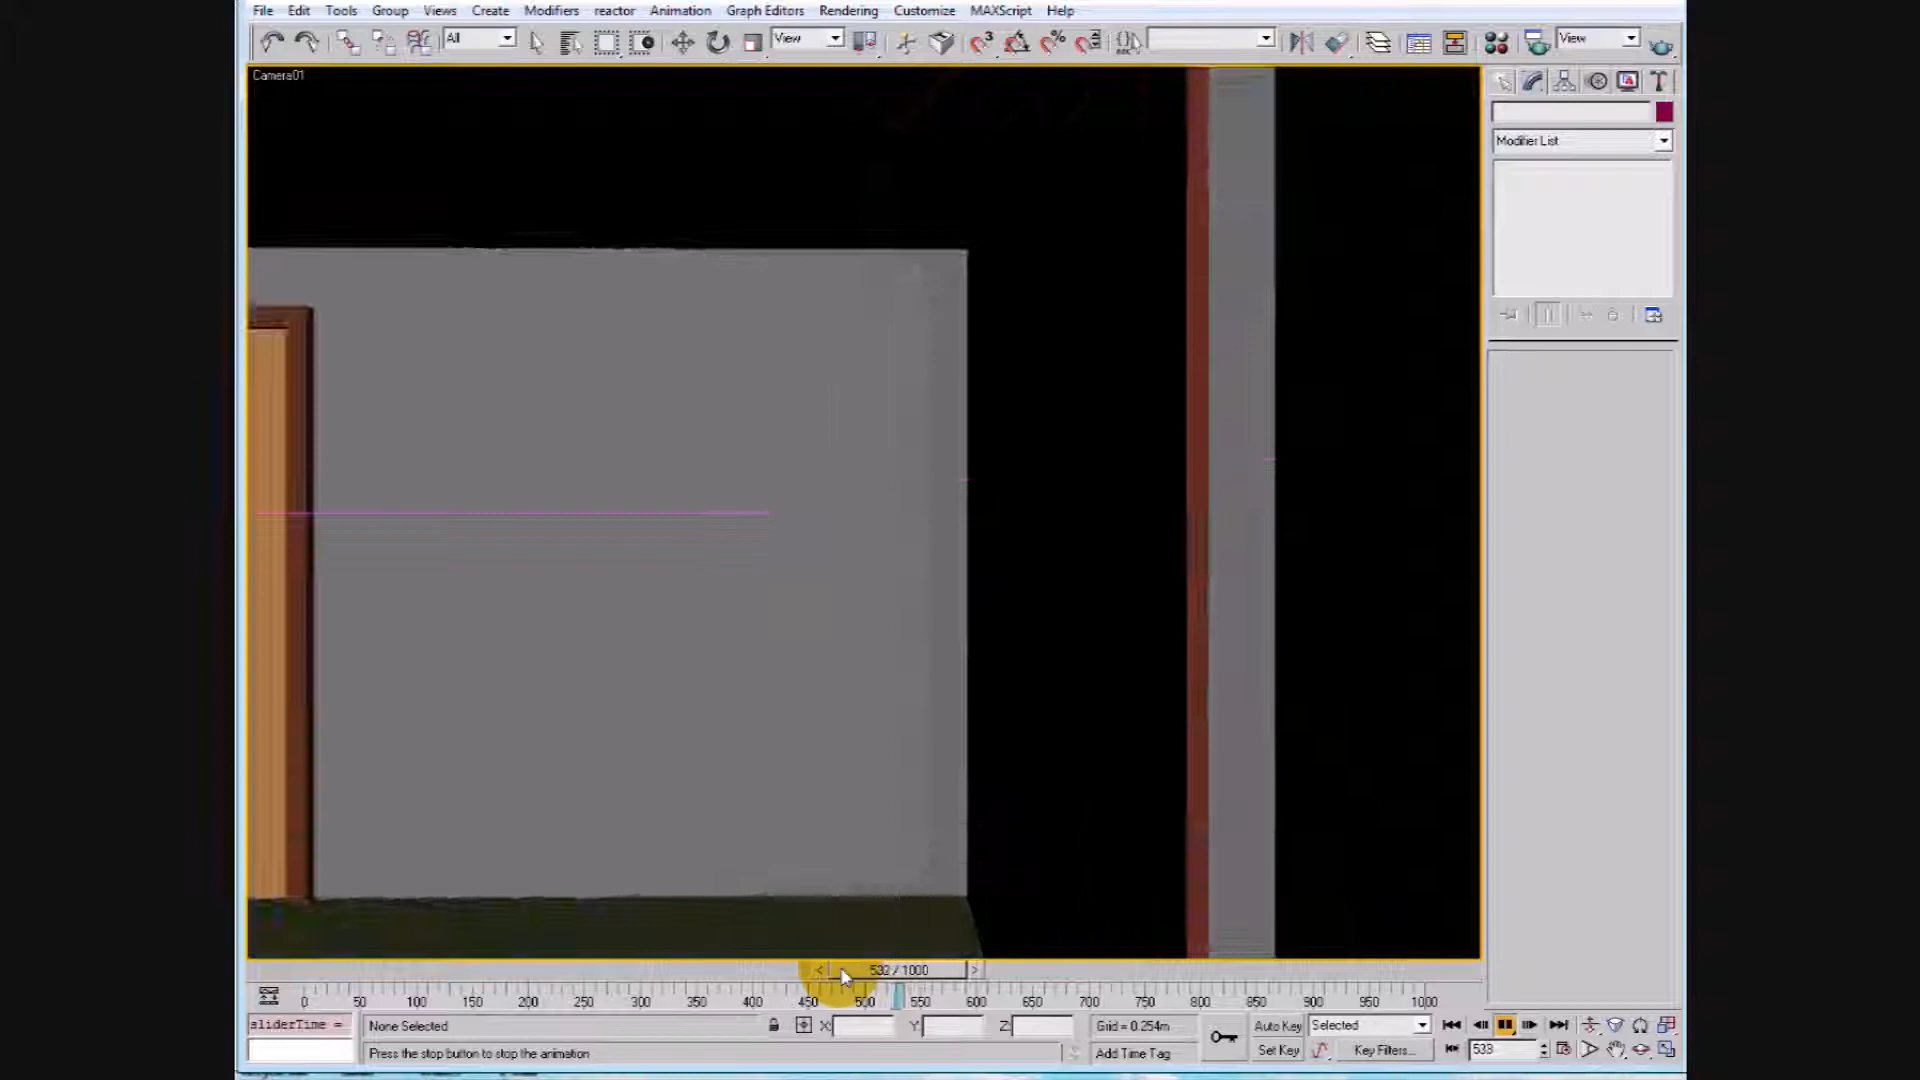 File Edit Tools Group Views Create Modifiers reactor Animation Graph Editors Rendering Customize MAXScript Help
All View View
Camera01
Modifier List
< 532 / 1000 >
0 50 100 150 200 250 300 350 400 450 500 550 600 650 700 750 800 850 900 950 1000
sliderTime = None Selected X: Y: Z: Grid = 0.254m Auto Key Selected
Press the stop button to stop the animation Add Time Tag Set Key Key Filters... 533